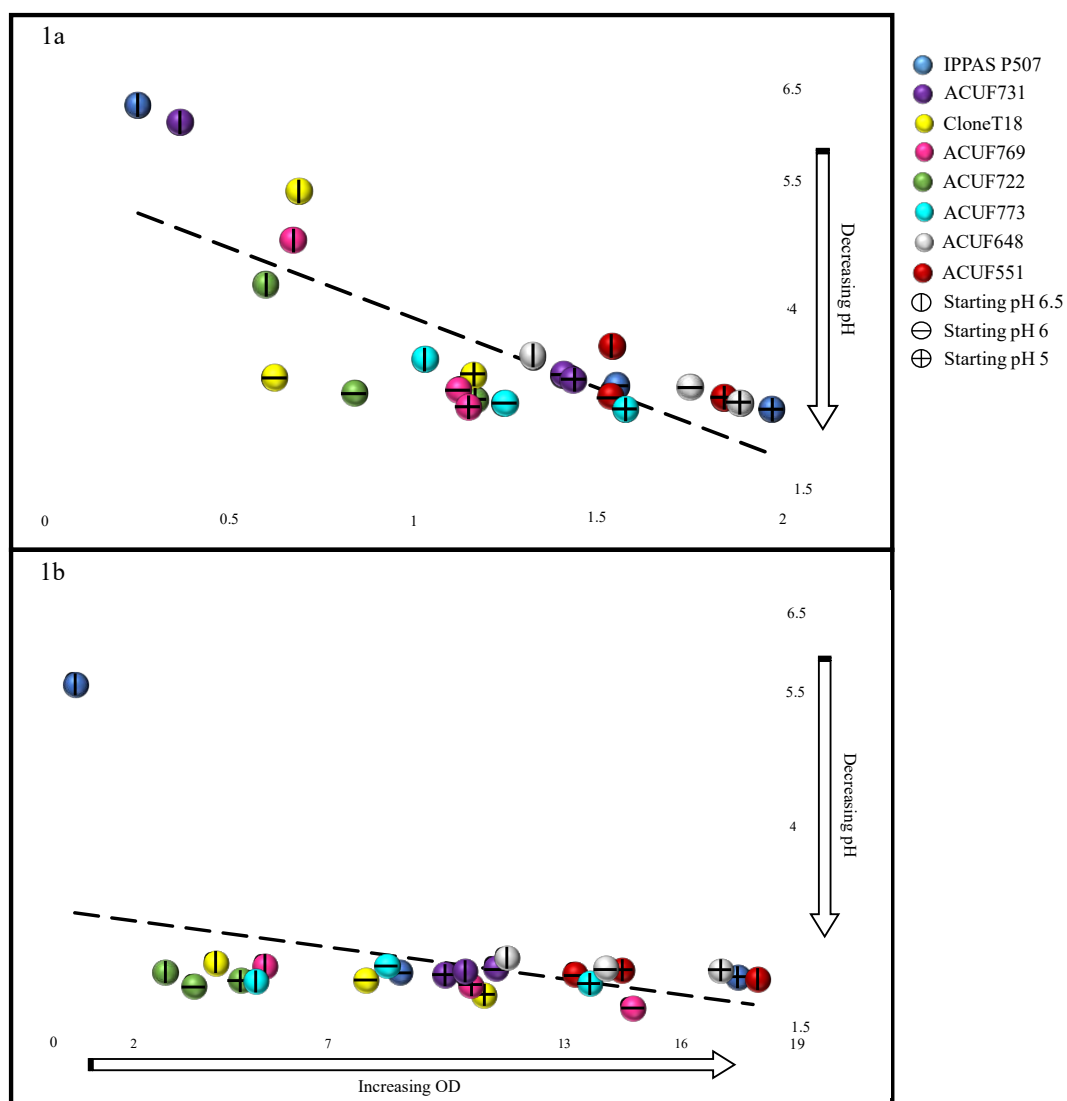 1a
6.5
5.5
Decreasing pH
4
1.5
0
0.5
1
1.5
2
IPPAS P507
ACUF731
CloneT18
ACUF769
ACUF722
ACUF773
ACUF648
ACUF551
Starting pH 6.5
Starting pH 6
Starting pH 5
1b
6.5
5.5
Decreasing pH
4
1.5
0
2
7
13
16
19
Increasing OD